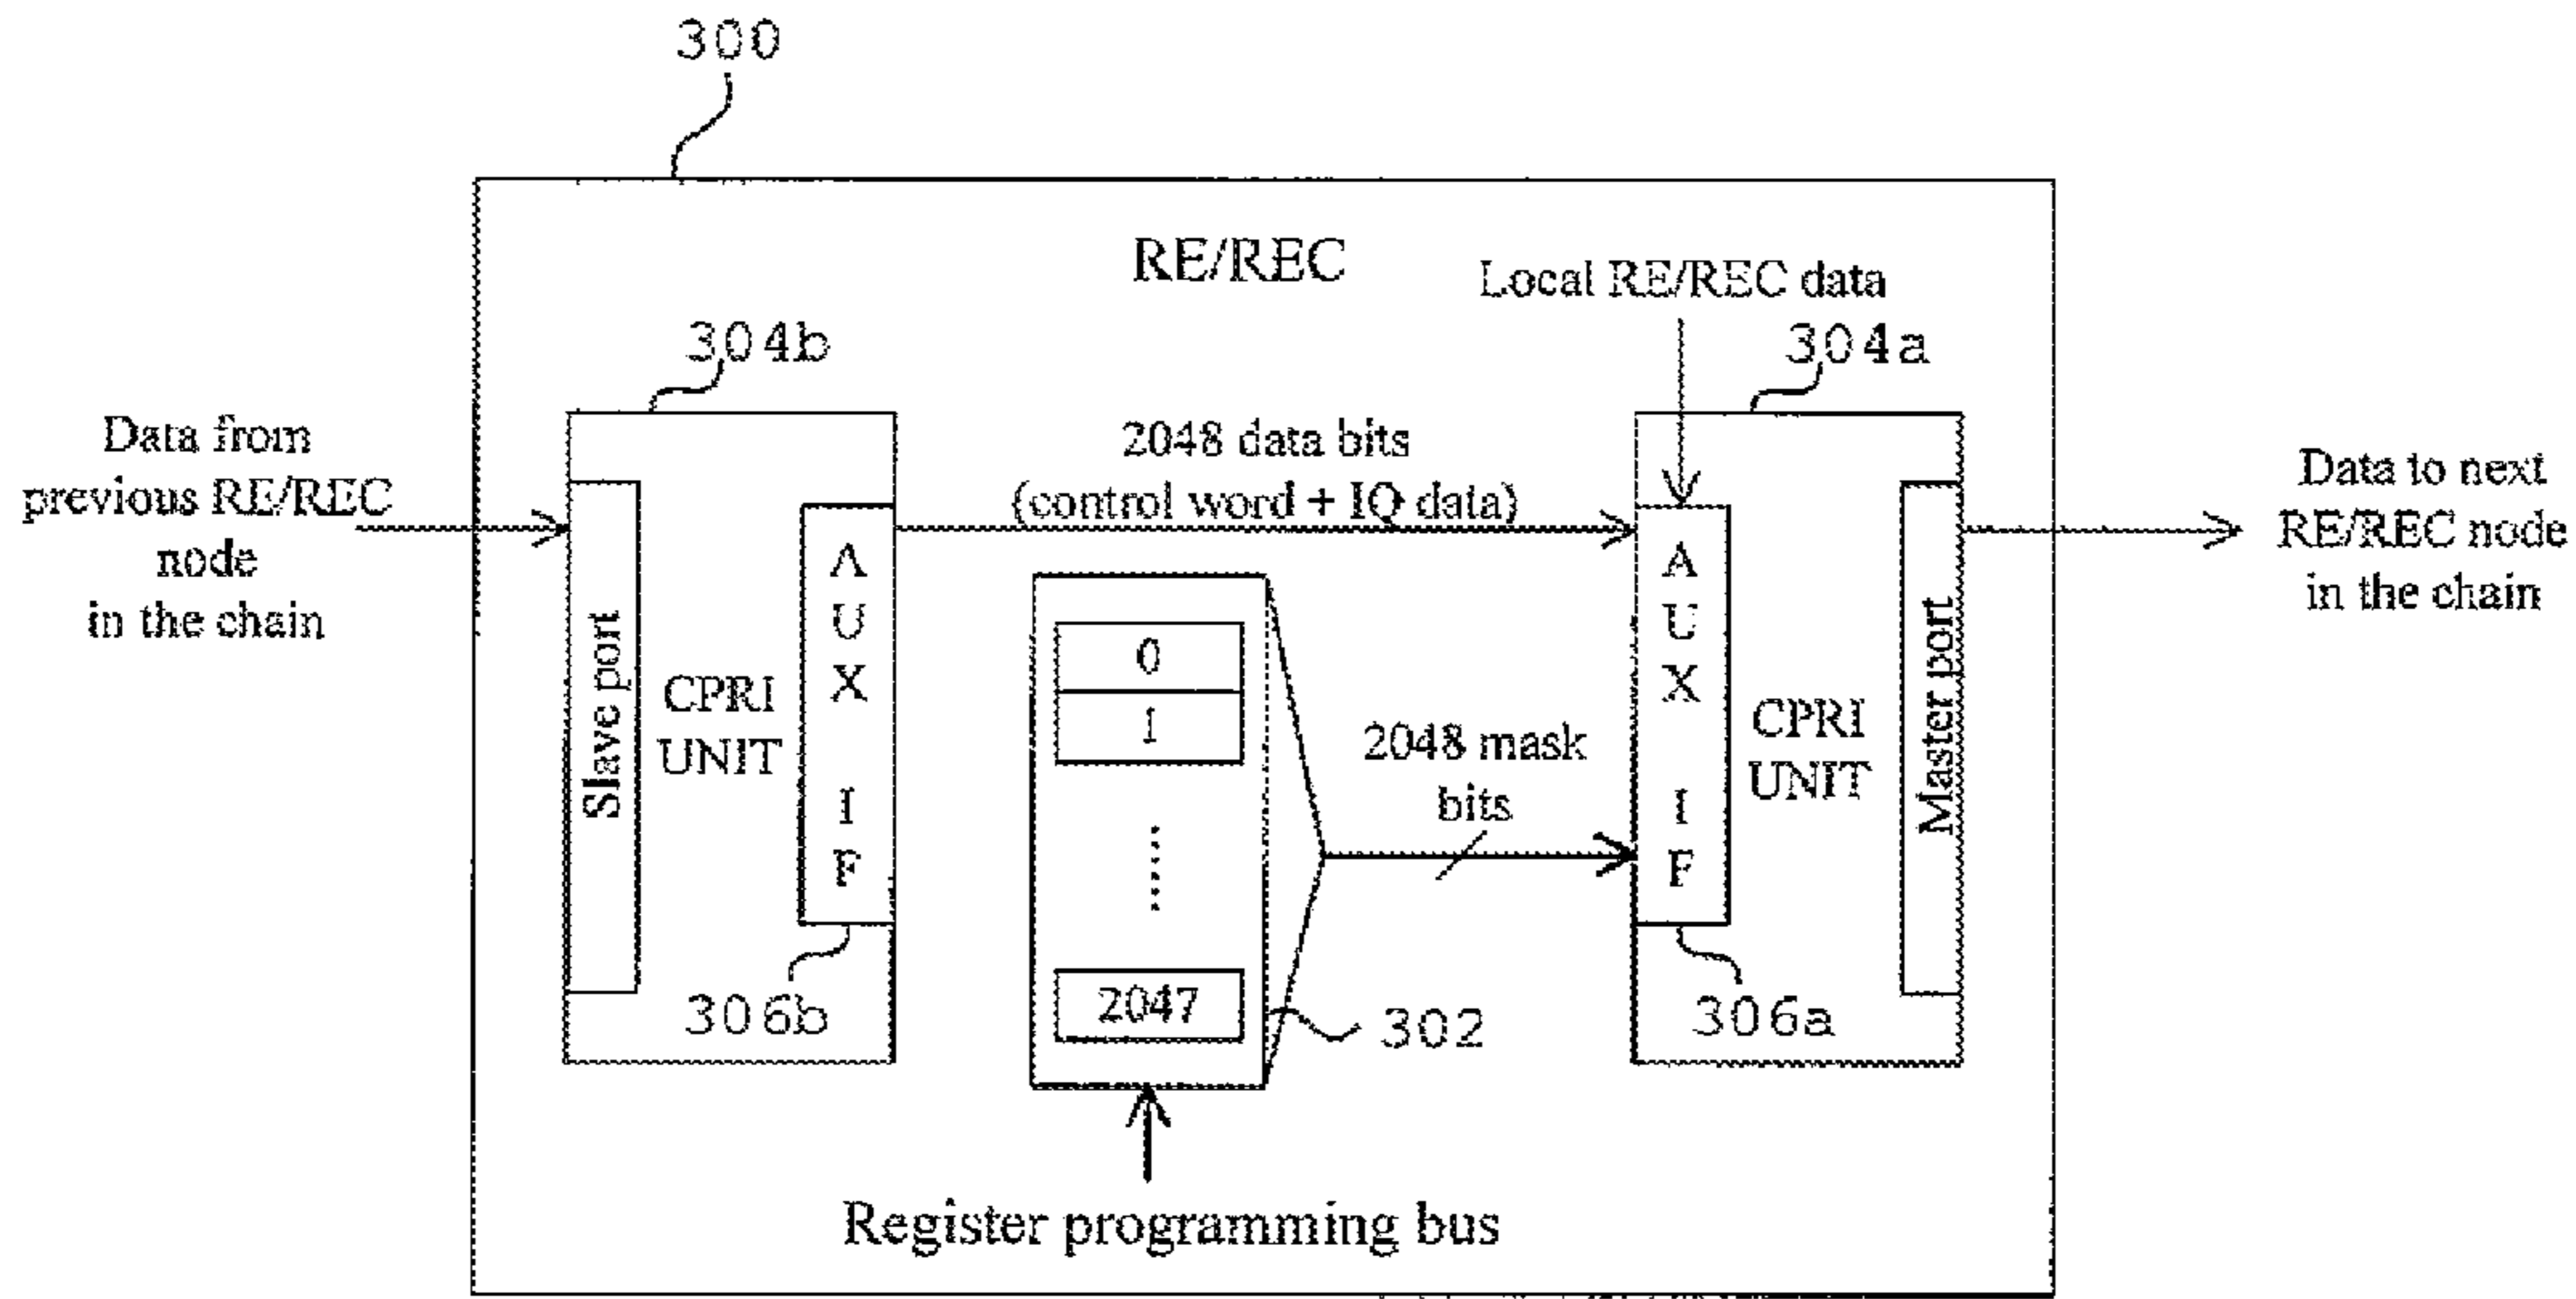 300
RE/REC
Local RE/REC data
304b
304a
Data from
previous RE/REC
node
in the chain
2048 data bits
(control word + IQ data)
Data to next
RE/REC node
in the chain
Slave port
CPRI
UNIT
A
U
X
I
F
0
1
2047
2048 mask
bits
A
U
X
I
F
CPRI
UNIT
Master port
306b
302
306a
Register programming bus